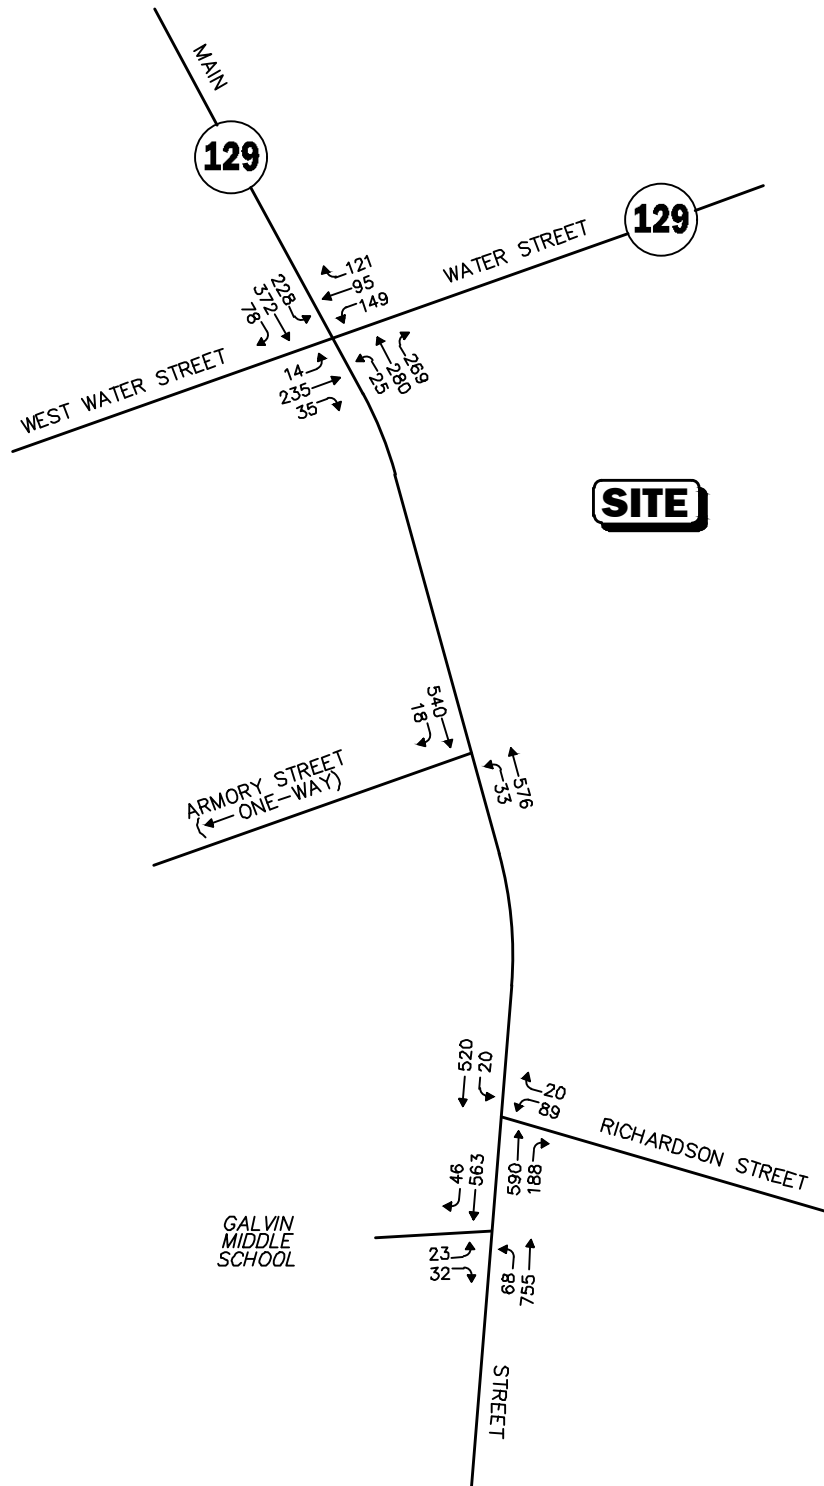 MAIN
129
129
WATER STREET
121
95
149
228
372
78
WEST WATER STREET
14
235
35
25
280
269
SITE
540
18
ARMORY STREET
(← ONE-WAY)
33
576
520
20
20
89
RICHARDSON STREET
46
563
590
188
GALVIN
MIDDLE
SCHOOL
23
32
68
755
STREET